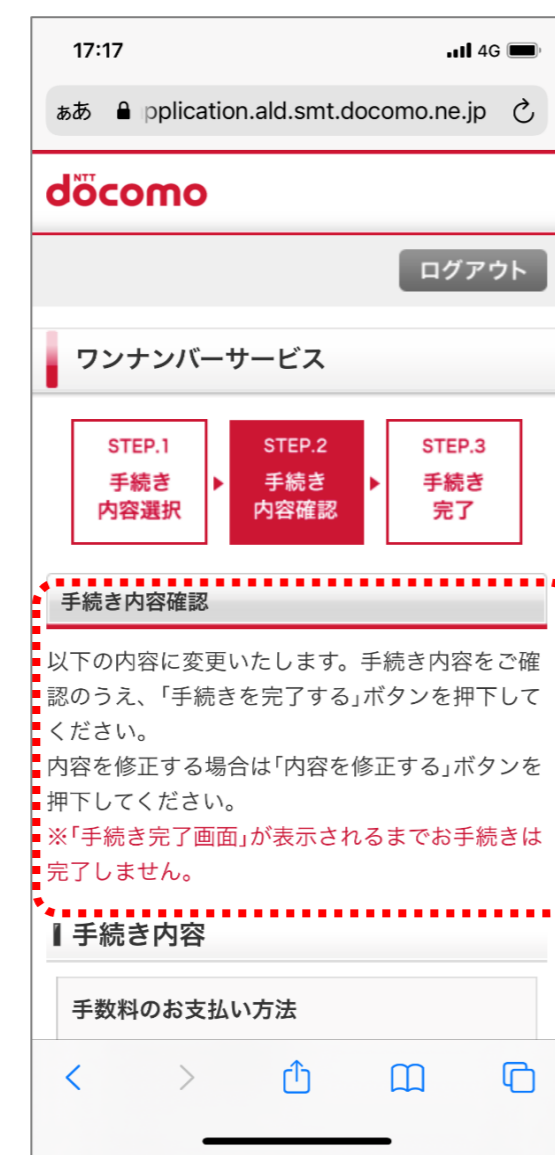 17:17
4G
ぁあ pplication.ald.smt.docomo.ne.jp
NTT
döcomo
ログアウト
ワンナンバーサービス
STEP.1
手続き
内容選択
STEP.2
手続き
内容確認
STEP.3
手続き
完了
手続き内容確認
以下の内容に変更いたします。手続き内容をご確
認のうえ、「手続きを完了する」ボタンを押下して
ください。
内容を修正する場合は「内容を修正する」ボタンを
押下してください。
※「手続き完了画面」が表示されるまでお手続きは
完了しません。
手続き内容
手数料のお支払い方法